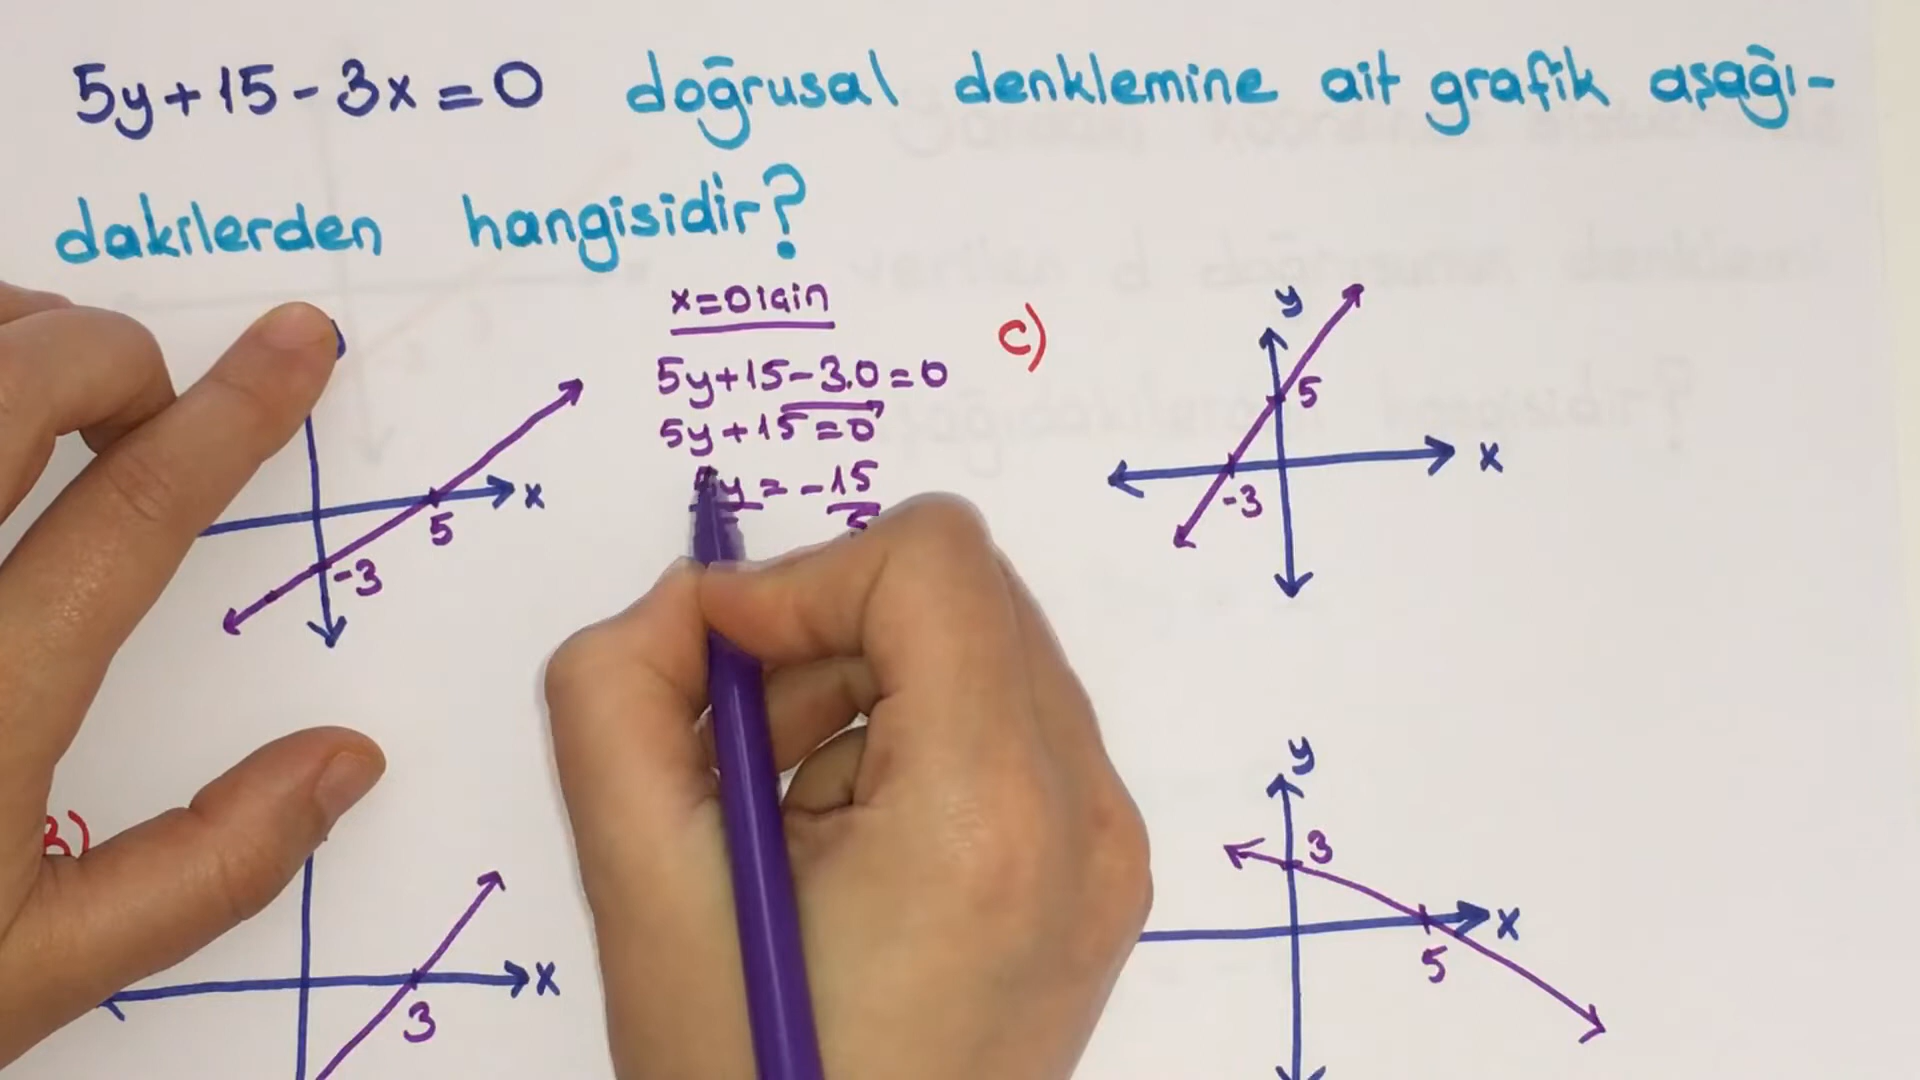 5y+15-3x=0 doğrusal denklemine ait grafik aşağı-
dakilerden hangisidir?
x=0 için
5y+15-3.0=0
5y+15=0
y=-15
5
x
5
-3
c)
y
5
x
-3
B)
x
3
y
3
x
5